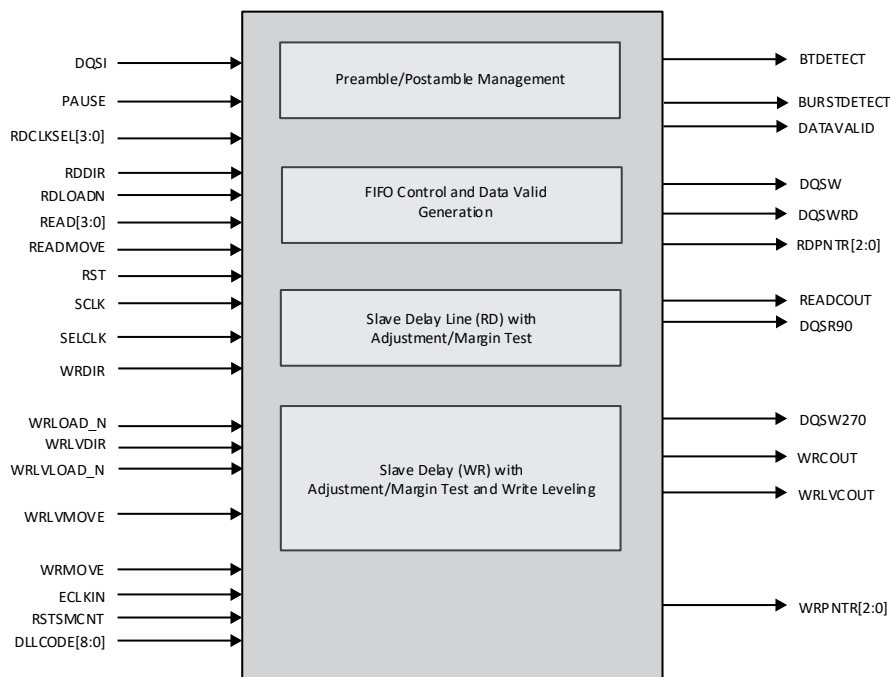 DQSI
PAUSE
RDCLKSEL[3:0]
RDDIR
RDLOADN
READ[3:0]
READMOVE
RST
SCLK
SELCLK
WRDIR
WRLOAD_N
WRLVDIR
WRLVLOAD_N
WRLVMOVE
WRMOVE
ECLKIN
RSTSMCNT
DLLCODE[8:0]
Preamble/Postamble Management
FIFO Control and Data Valid
Generation
Slave Delay Line (RD) with
Adjustment/Margin Test
Slave Delay (WR) with
Adjustment/Margin Test and Write Leveling
BTDETECT
BURSTDETECT
DATAVALID
DQSW
DQSWRD
RDPNTR[2:0]
READCOUT
DQSR90
DQSW270
WRCOUT
WRLVCOUT
WRPNTR[2:0]